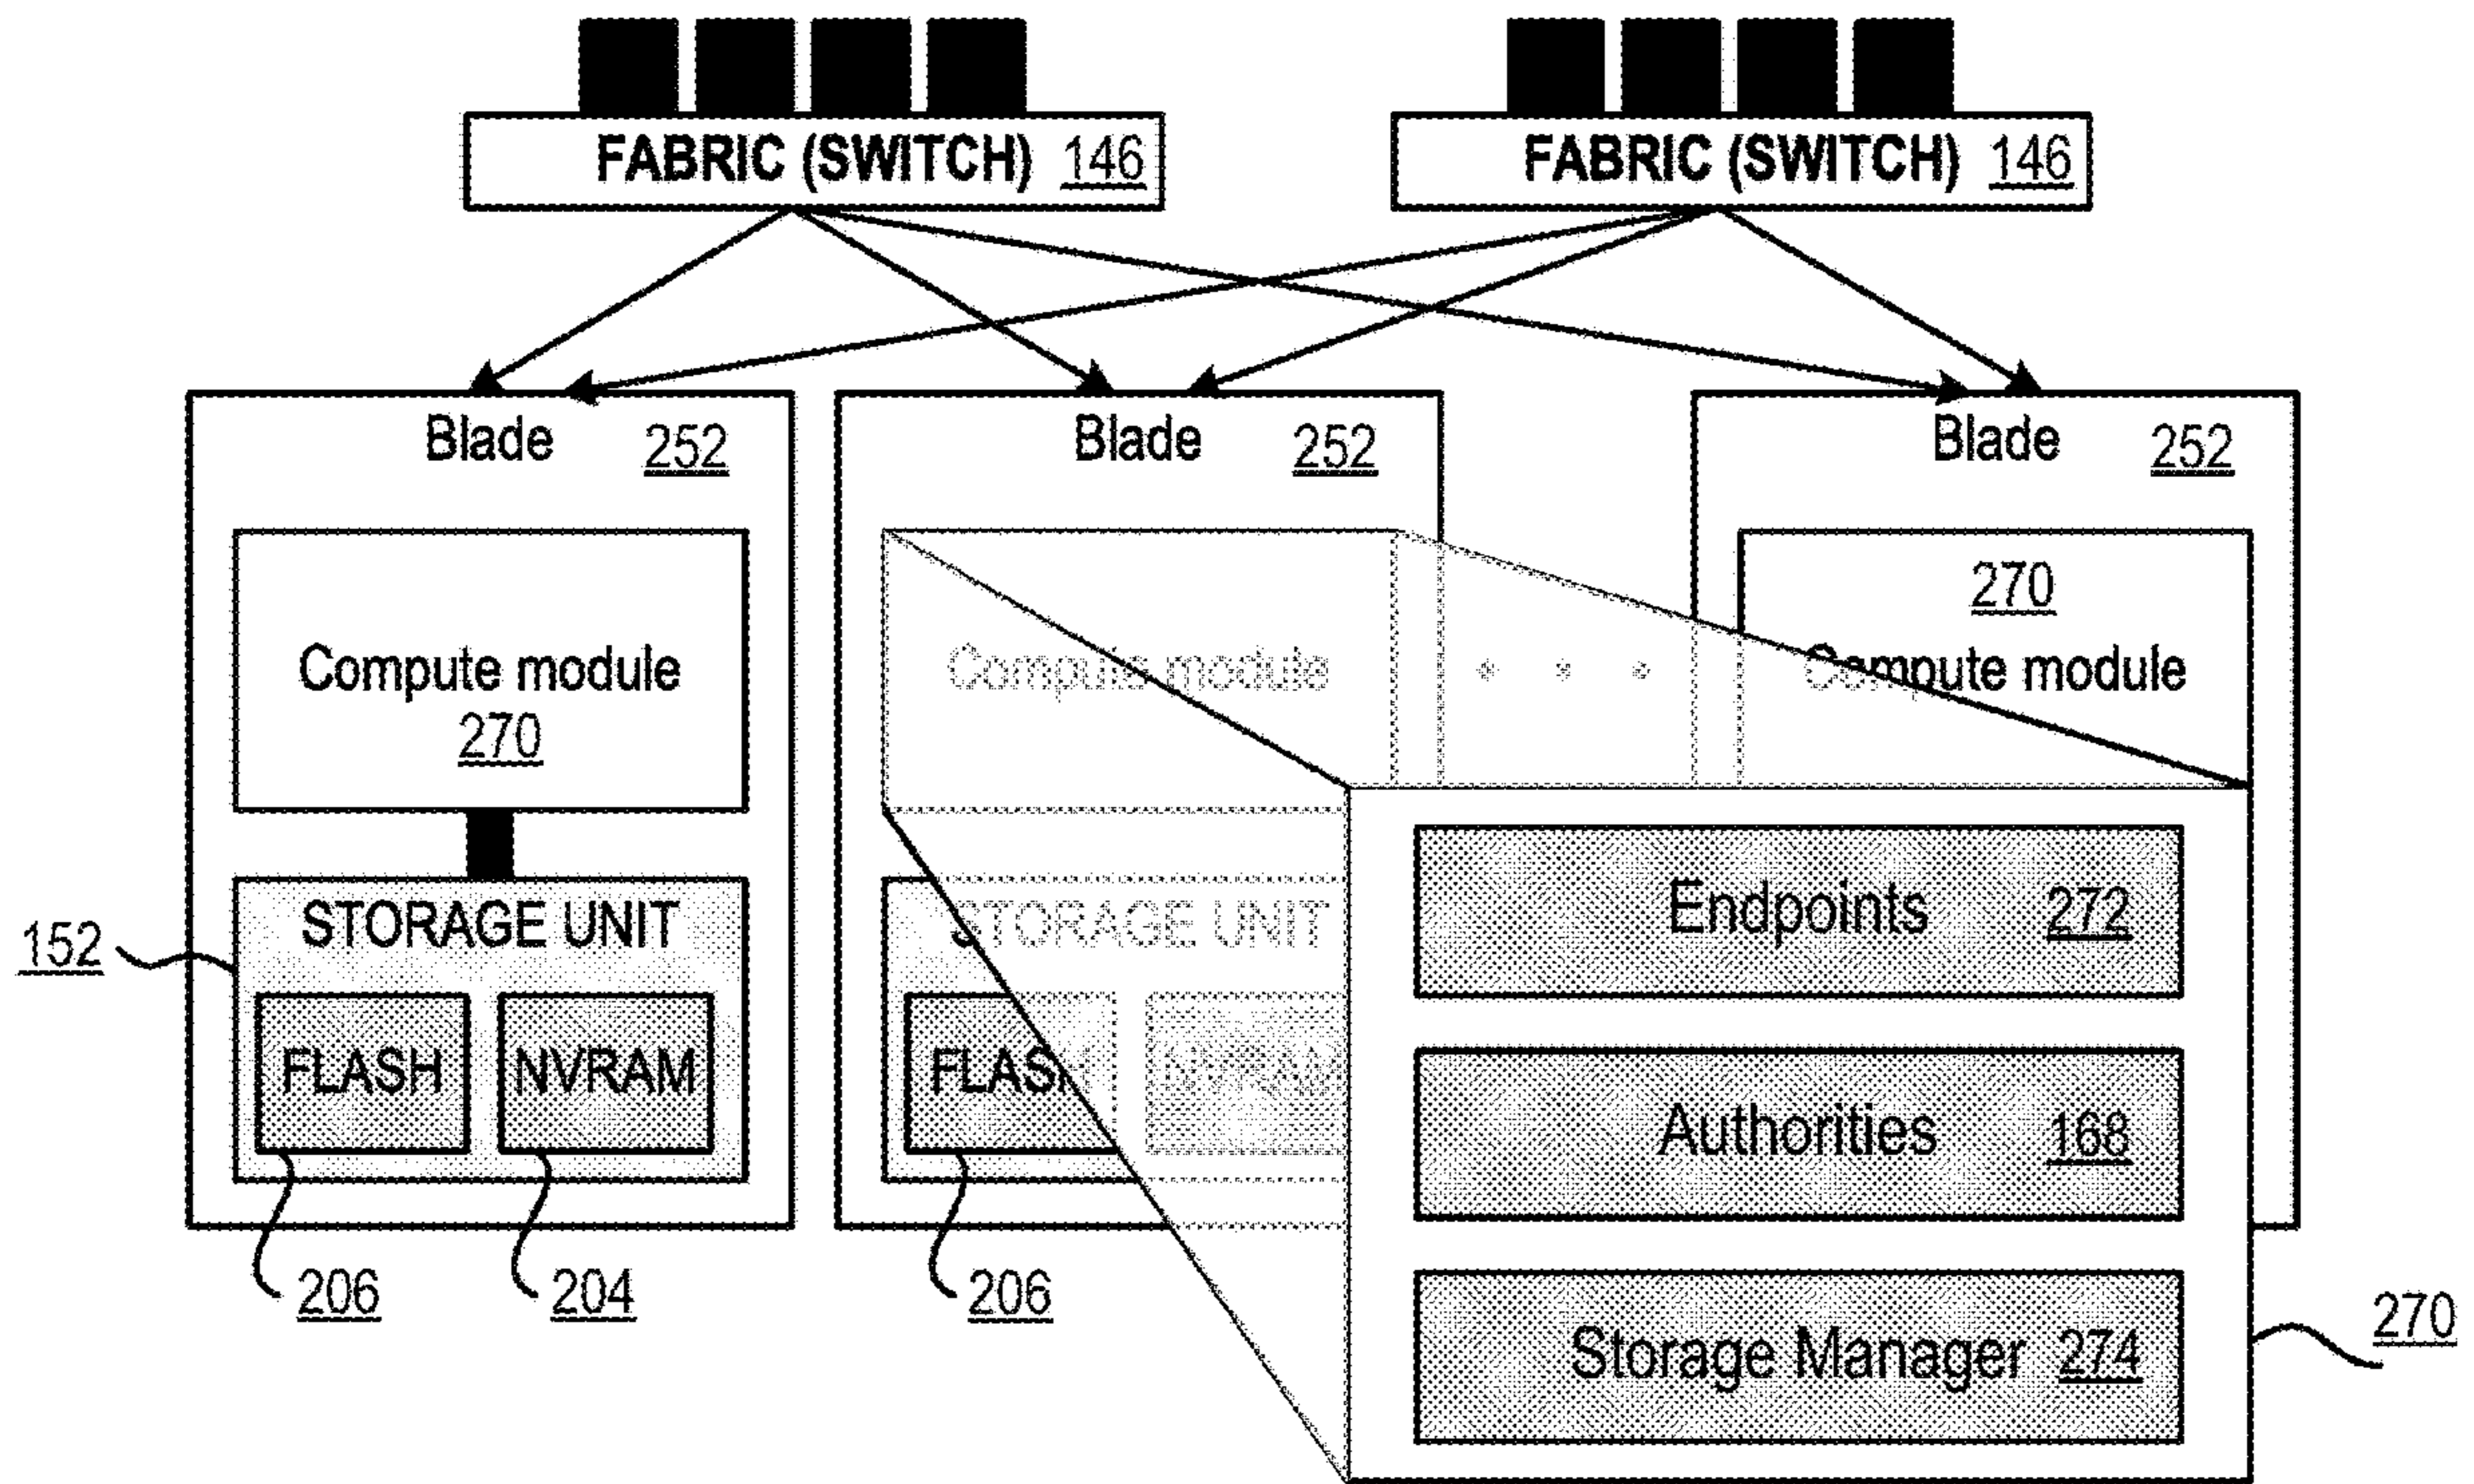 FABRIC (SWITCH) 146
FABRIC (SWITCH) 146
Blade 252
Blade 252
Blade 252
Compute module
270
Compute module
270
Compute module
152
STORAGE UNIT
FLASH
NVRAM
206
204
STORAGE UNIT
FLASH
NVRAM
206
Endpoints 272
Authorities 168
Storage Manager 274
270